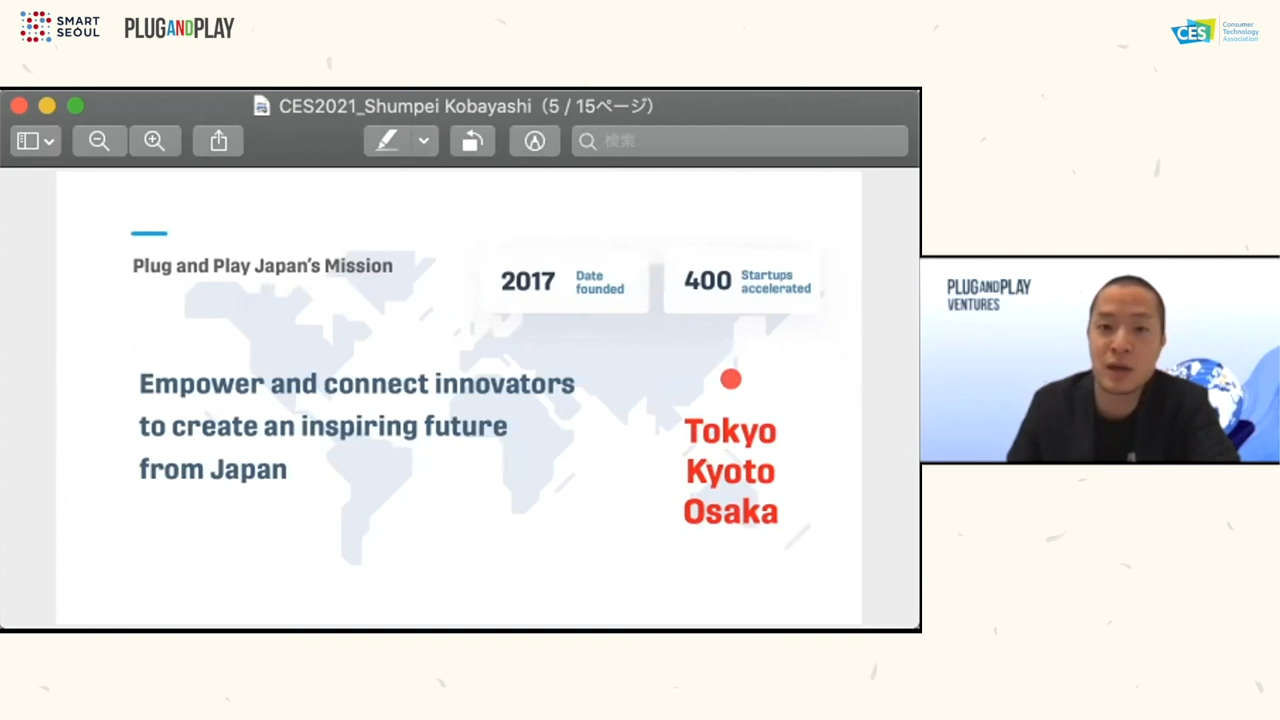 SMART
SEOUL
PLUGANDPLAY
CES
Consumer
Technology
Association
CES2021_Shumpei Kobayashi（5 / 15ページ）
検索
Plug and Play Japan's Mission
2017
Date
founded
400
Startups
accelerated
Empower and connect innovators
to create an inspiring future
from Japan
Tokyo
Kyoto
Osaka
PLUGANDPLAY
VENTURES